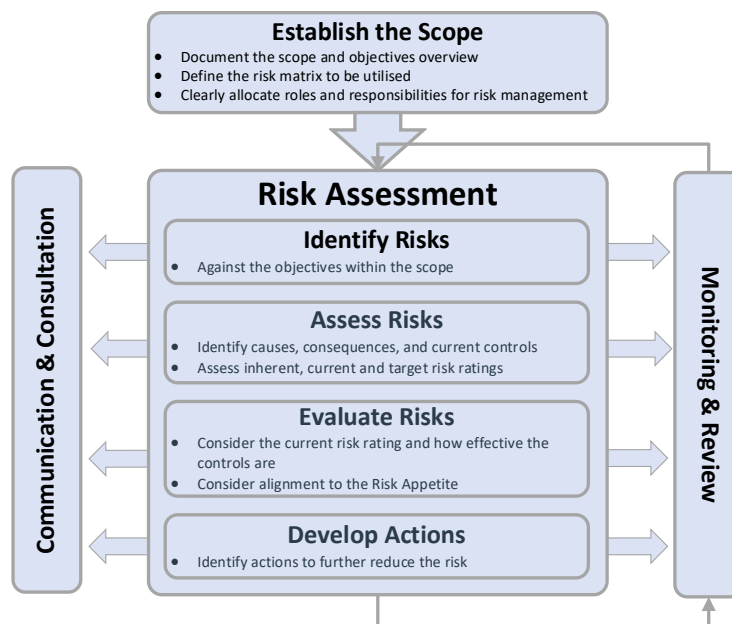 Establish the Scope
• Document the scope and objectives overview
• Define the risk matrix to be utilised
• Clearly allocate roles and responsibilities for risk management
Communication & Consultation
Risk Assessment
Identify Risks
• Against the objectives within the scope
Assess Risks
• Identify causes, consequences, and current controls
• Assess inherent, current and target risk ratings
Evaluate Risks
• Consider the current risk rating and how effective the
controls are
• Consider alignment to the Risk Appetite
Develop Actions
• Identify actions to further reduce the risk
Monitoring & Review